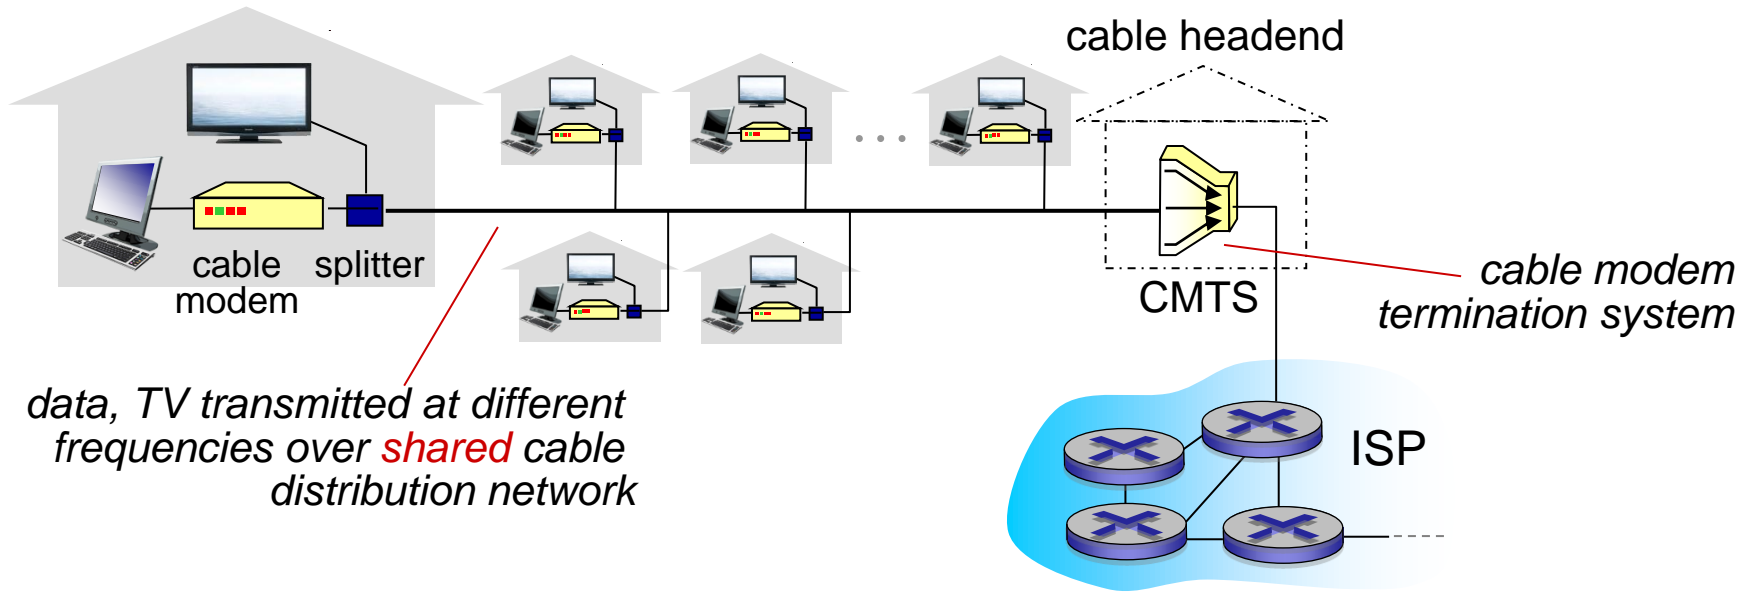 cable headend
cable
modem
splitter
CMTS
cable modem
termination system
data, TV transmitted at different
frequencies over shared cable
distribution network
ISP